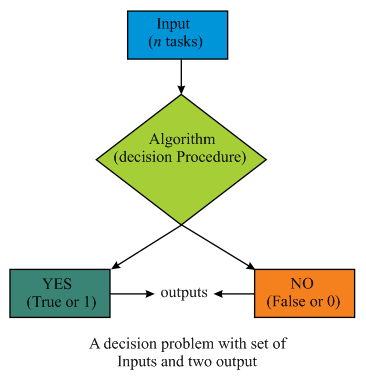 Input
(n tasks)
Algorithm
(decision Procedure)
YES
(True or 1)
outputs
NO
(False or 0)
A decision problem with set of
Inputs and two output